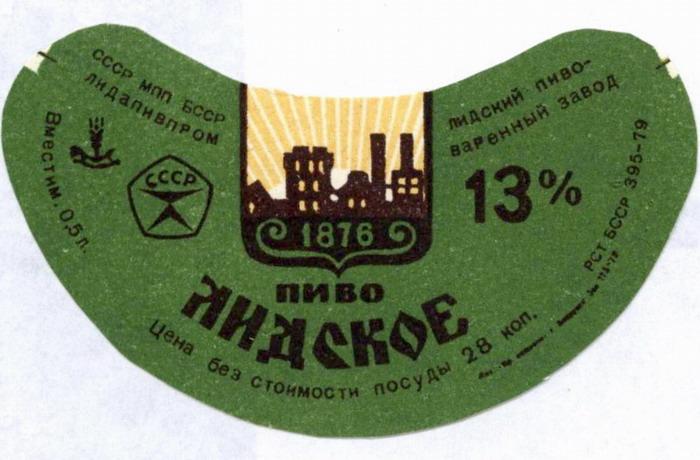 СССР МПП БССР
лидапивпром
Вместим. 0,5 л.
СССР
1876
пиво
ЛИДСКОЕ
Цена без стоимости посуды 28 коп.
лидский пиво-
варенный завод
13%
РСТ БССР 395-79